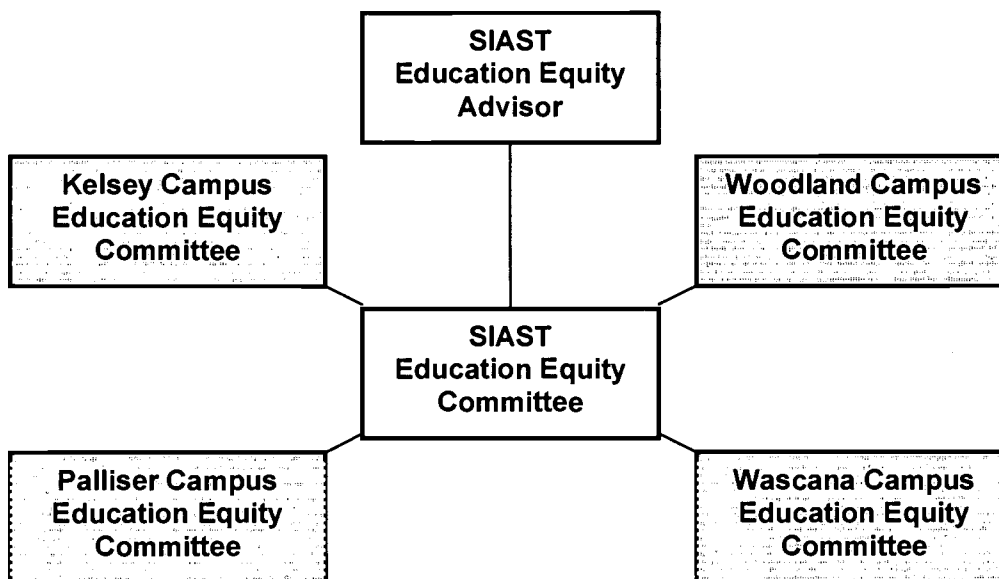 SIAST
Education Equity
Advisor
Kelsey Campus
Education Equity
Committee
Woodland Campus
Education Equity
Committee
SIAST
Education Equity
Committee
Palliser Campus
Education Equity
Committee
Wascana Campus
Education Equity
Committee